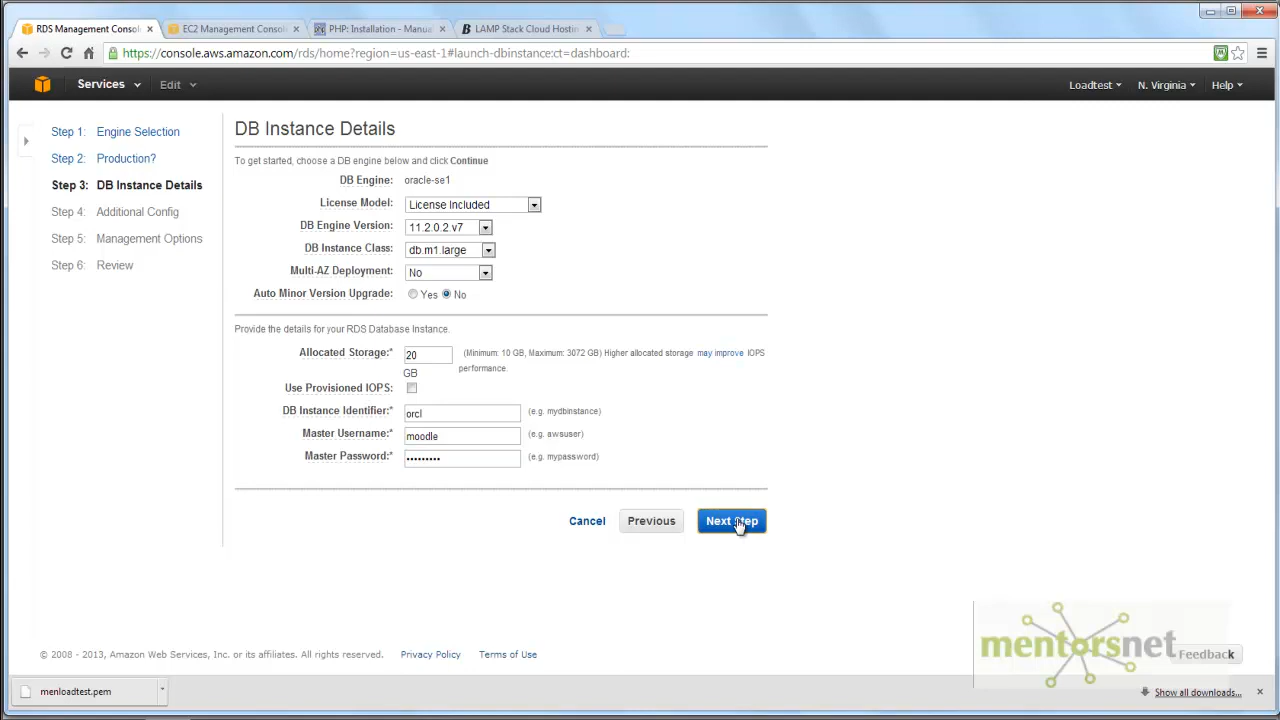 RDS Management Consol
EC2 Management Consol
PHP: Installation - Manua
LAMP Stack Cloud Hostin
https://console.aws.amazon.com/rds/home?region=us-east-1#launch-dbinstance:ct=dashboard:
Services Edit Loadtest N. Virginia Help
Step 1: Engine Selection
Step 2: Production?
Step 3: DB Instance Details
Step 4: Additional Config
Step 5: Management Options
Step 6: Review
DB Instance Details
To get started, choose a DB engine below and click Continue
DB Engine: oracle-se1
License Model: License Included
DB Engine Version: 11.2.0.2.v7
DB Instance Class: db.m1.large
Multi-AZ Deployment: No
Auto Minor Version Upgrade: Yes No
Provide the details for your RDS Database Instance.
Allocated Storage:* 20 (Minimum: 10 GB, Maximum: 3072 GB) Higher allocated storage may improve IOPS
GB performance.
Use Provisioned IOPS:
DB Instance Identifier:* orcl (e.g. mydbinstance)
Master Username:* moodle (e.g. awsuser)
Master Password:* ••••••••• (e.g. mypassword)
Cancel Previous Next Step
mentorsnet
Feedback
© 2008 - 2013, Amazon Web Services, Inc. or its affiliates. All rights reserved. Privacy Policy Terms of Use
menloadtest.pem
Show all downloads...